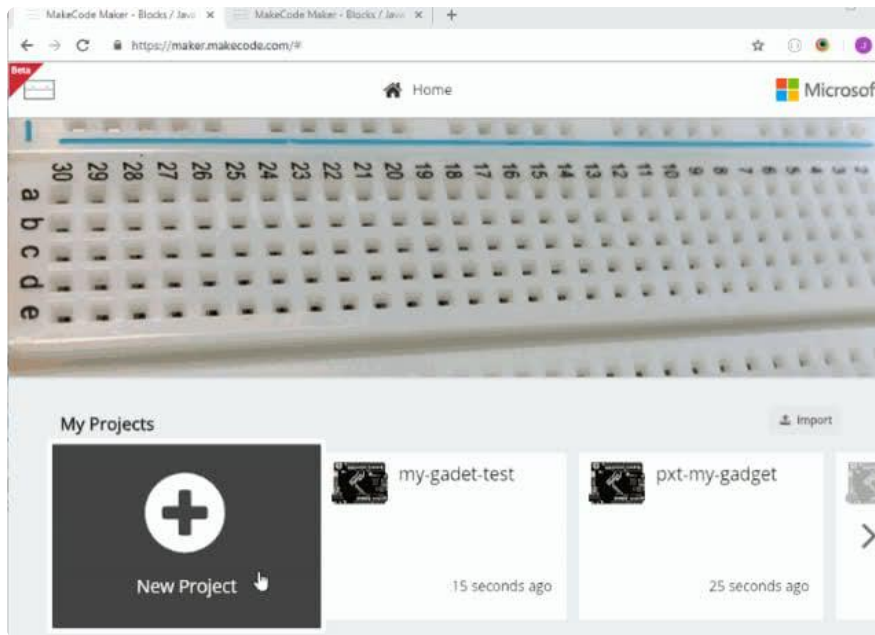 MakeCode Maker - Blocks / Java
MakeCode Maker - Blocks / Java
https://maker.makecode.com/#
Beta
Home
Microsof
30 29 28 27 26 25 24 23 22 21 20 19 18 17 16 15 14 13 12 11 10 9 8 7 6 5 4 3 2
a
b
c
d
e
My Projects
Import
New Project
my-gadet-test
15 seconds ago
pxt-my-gadget
25 seconds ago
J